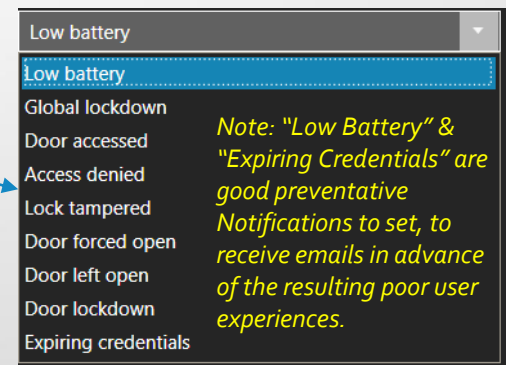 Low battery
Low battery
Global lockdown
Door accessed
Access denied
Lock tampered
Door forced open
Door left open
Door lockdown
Expiring credentials
Note: "Low Battery" &
"Expiring Credentials" are
good preventative
Notifications to set, to
receive emails in advance
of the resulting poor user
experiences.